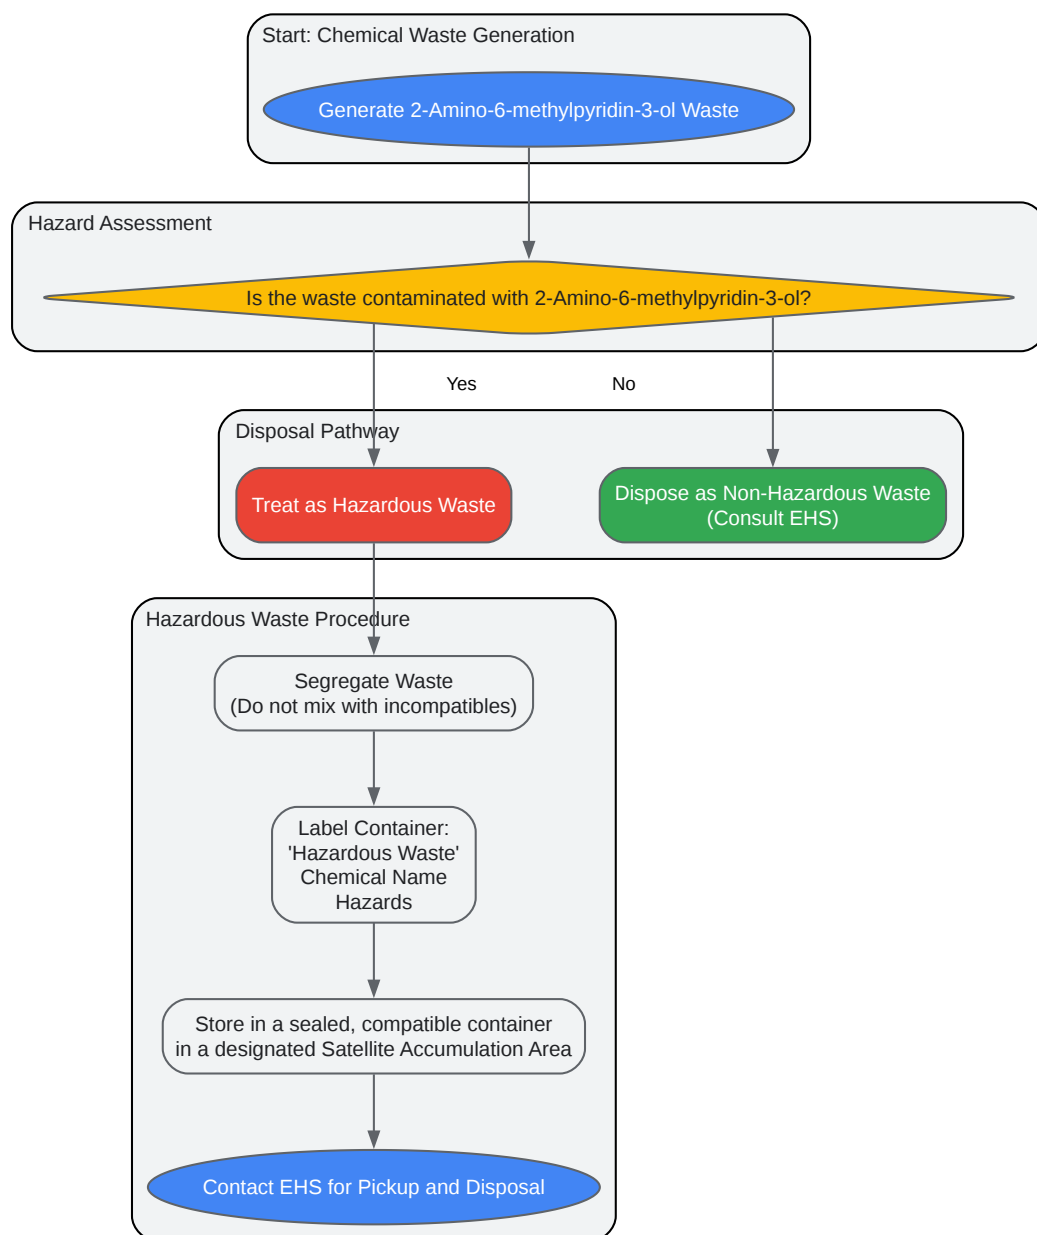 Start: Chemical Waste Generation
Generate 2-Amino-6-methylpyridin-3-ol Waste
Hazard Assessment
Is the waste contaminated with 2-Amino-6-methylpyridin-3-ol?
Yes
No
Disposal Pathway
Treat as Hazardous Waste
Dispose as Non-Hazardous Waste
(Consult EHS)
Hazardous Waste Procedure
Segregate Waste
(Do not mix with incompatibles)
Label Container:
'Hazardous Waste'
Chemical Name
Hazards
Store in a sealed, compatible container
in a designated Satellite Accumulation Area
Contact EHS for Pickup and Disposal